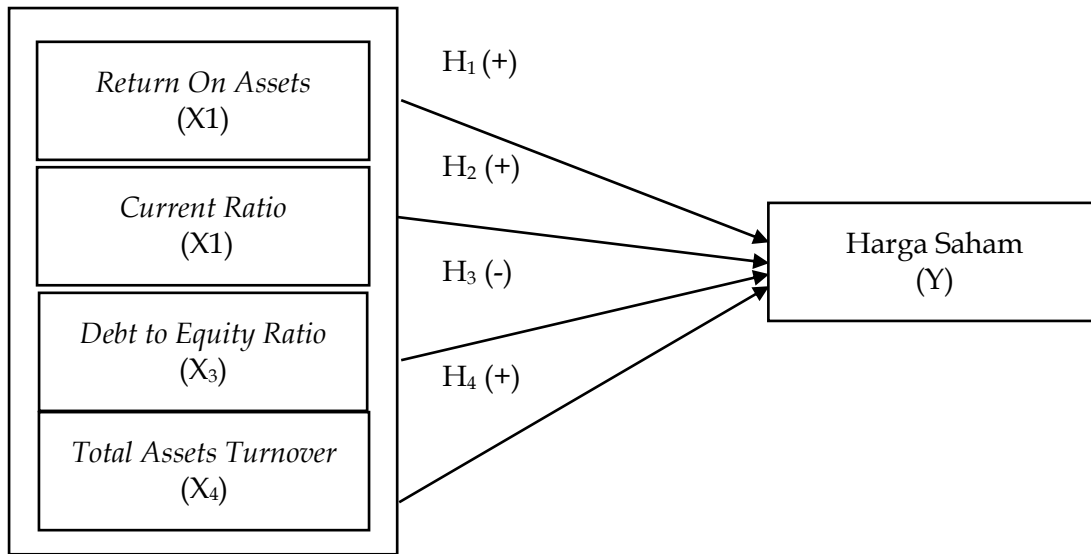 Return On Assets
(X1)
Current Ratio
(X1)
Debt to Equity Ratio
(X₃)
Total Assets Turnover
(X₄)
H₁ (+)
H₂ (+)
H₃ (-)
H₄ (+)
Harga Saham
(Y)